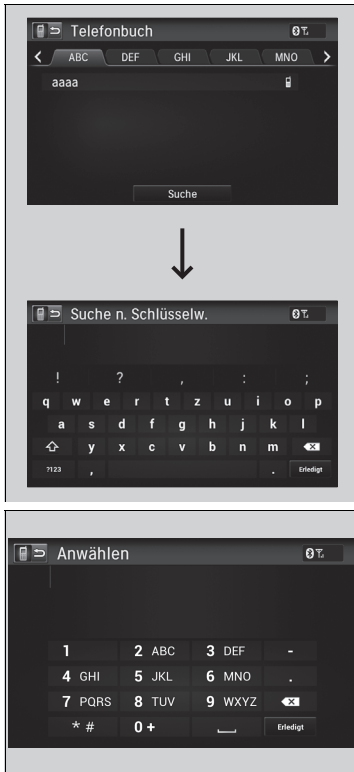 Telefonbuch
ABC DEF GHI JKL MNO
aaaa
Suche
Suche n. Schlüsselw.
! ? , : ;
q w e r t z u i o p
a s d f g h j k l
y x c v b n m
?123 , . Erledigt
Anwählen
1 2 ABC 3 DEF -
4 GHI 5 JKL 6 MNO .
7 PQRS 8 TUV 9 WXYZ
* # 0 + Erledigt